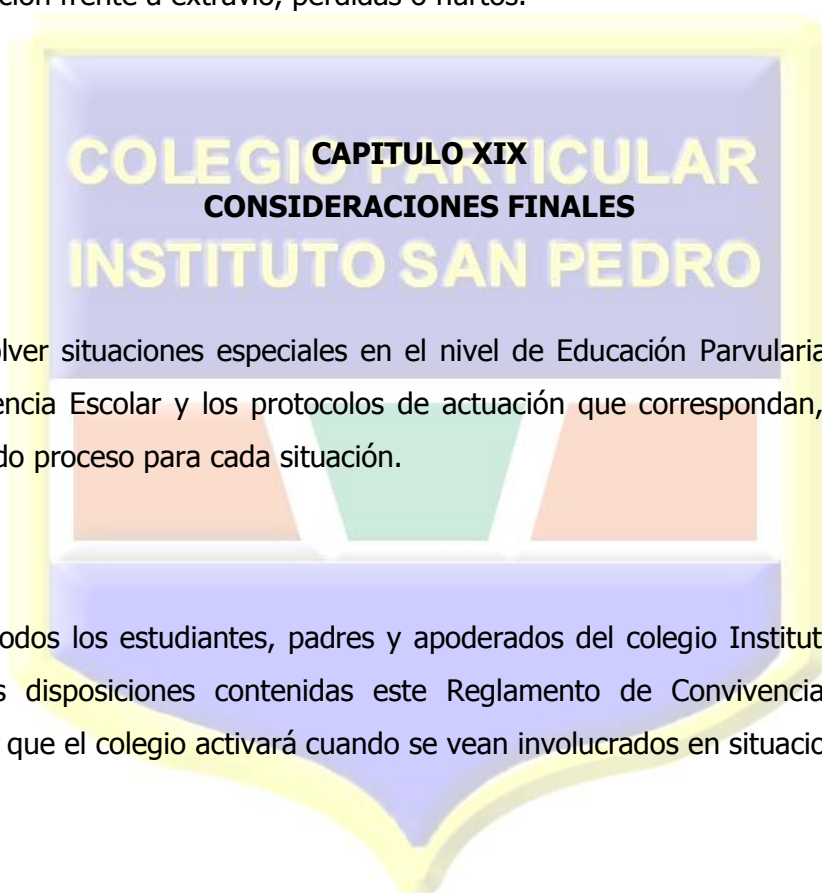 ción frente a extravío, pérdidas o hurtos.
COLEGIO PARTICULAR
CAPITULO XIX
CONSIDERACIONES FINALES
INSTITUTO SAN PEDRO
olver situaciones especiales en el nivel de Educación Parvularia
encia Escolar y los protocolos de actuación que correspondan,
do proceso para cada situación.
odos los estudiantes, padres y apoderados del colegio Institut
s disposiciones contenidas este Reglamento de Convivencia
que el colegio activará cuando se vean involucrados en situacio